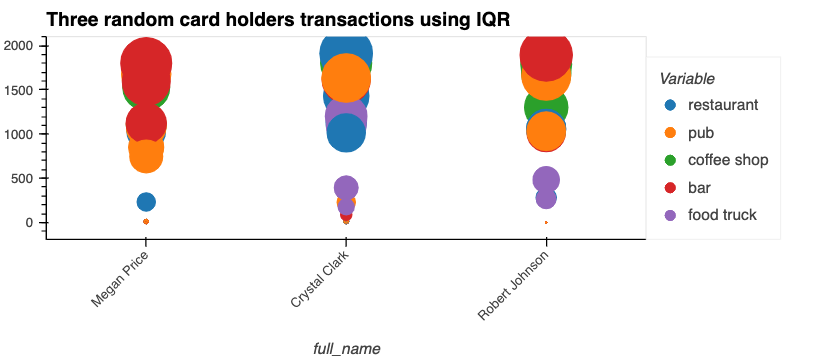 Three random card holders transactions using IQR
2000
1500
1000
500
0
Megan Price
Crystal Clark
Robert Johnson
full_name
Variable
restaurant
pub
coffee shop
bar
food truck